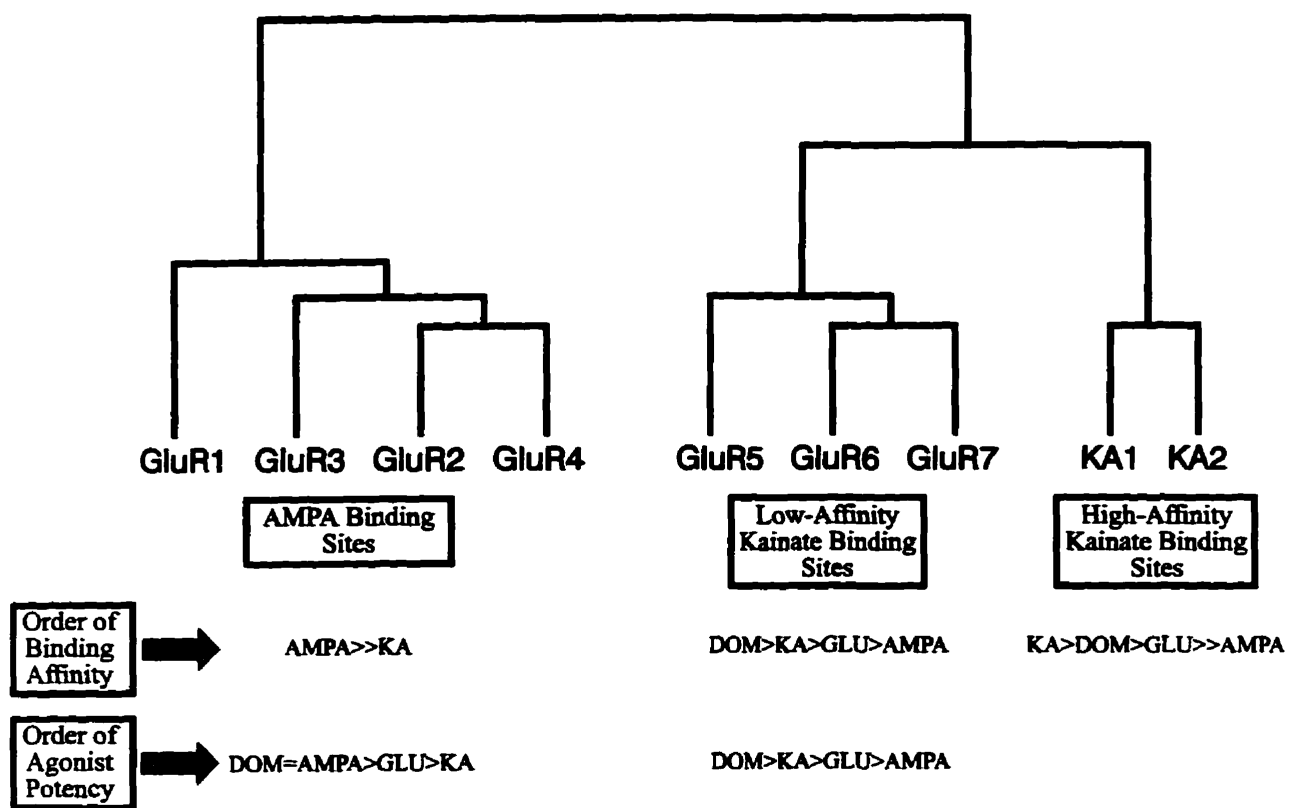 GluR1 GluR3 GluR2 GluR4 GluR5 GluR6 GluR7 KA1 KA2
AMPA Binding
Sites
Low-Affinity
Kainate Binding
Sites
High-Affinity
Kainate Binding
Sites
Order of
Binding
Affinity
AMPA>>KA
DOM>KA>GLU>AMPA
KA>DOM>GLU>>AMPA
Order of
Agonist
Potency
DOM=AMPA>GLU>KA
DOM>KA>GLU>AMPA